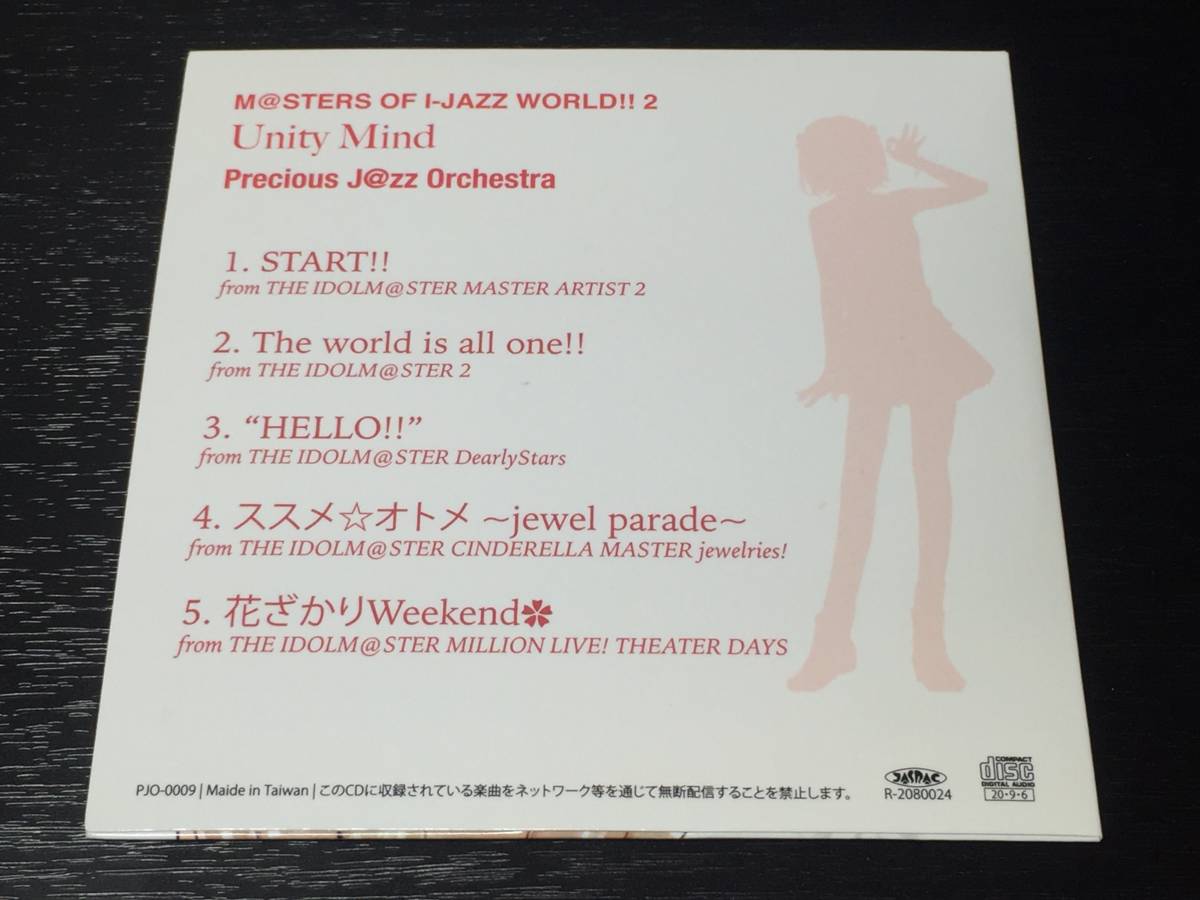 M@STERS OF I-JAZZ WORLD!! 2
Unity Mind
Precious J@zz Orchestra
1. START!!
from THE IDOLM@STER MASTER ARTIST 2
2. The world is all one!!
from THE IDOLM@STER 2
3. “HELLO!!”
from THE IDOLM@STER DearlyStars
4. ススメ☆オトメ ～jewel parade～
from THE IDOLM@STER CINDERELLA MASTER jewelries!
5. 花ざかりWeekend✿
from THE IDOLM@STER MILLION LIVE! THEATER DAYS
PJO-0009 | Maide in Taiwan | このCDに収録されている楽曲をネットワーク等を通じて無断配信することを禁止します。
JASRAC
R-2080024
COMPACT
disc
DIGITAL AUDIO
20・9・6